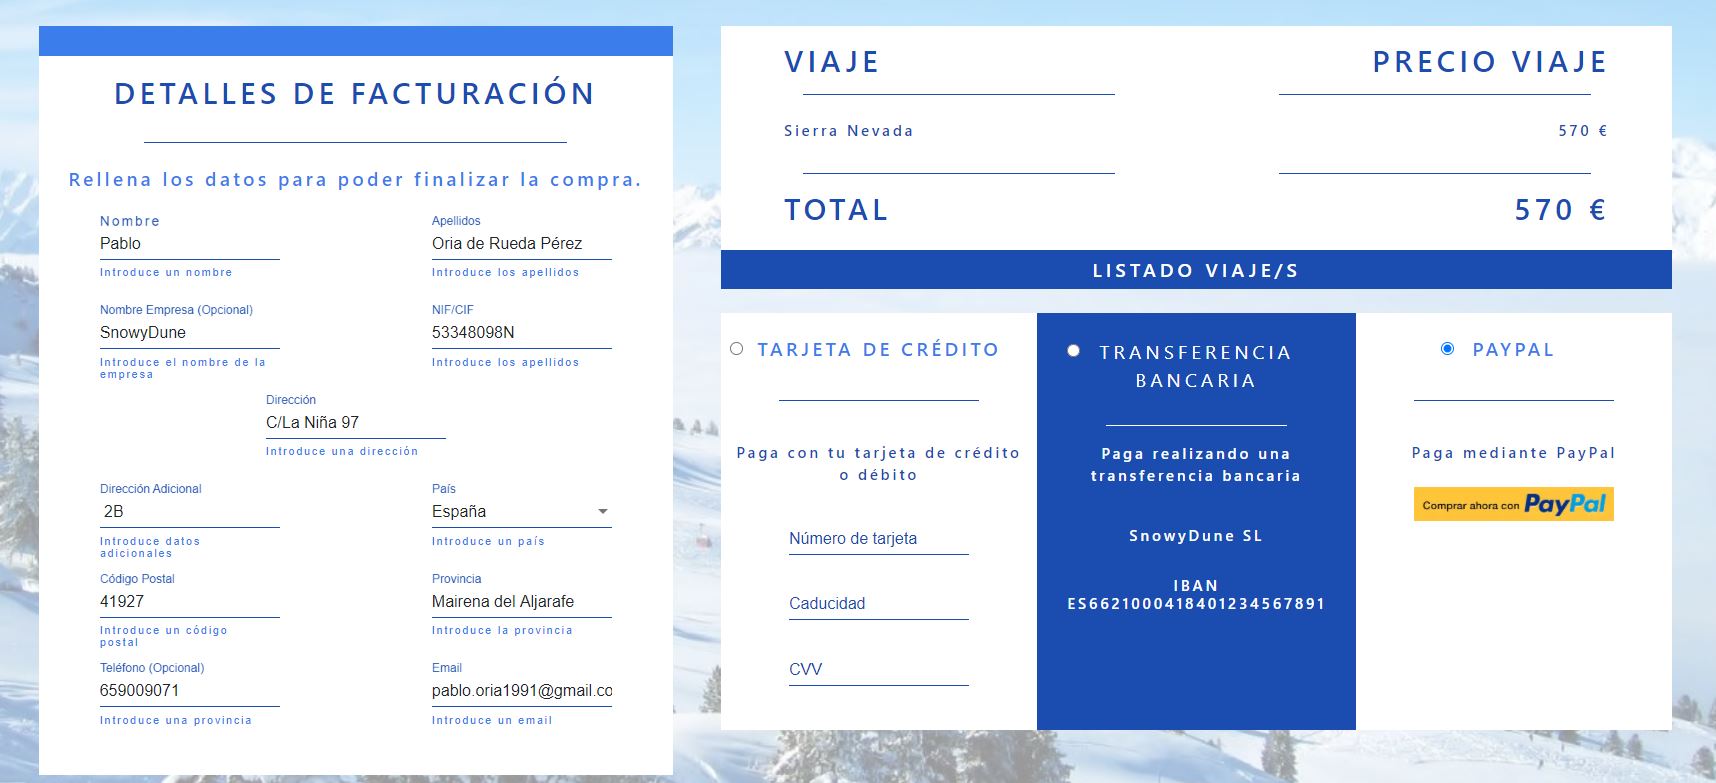 DETALLES DE FACTURACIÓN
Rellena los datos para poder finalizar la compra.
Nombre
Pablo
Introduce un nombre
Apellidos
Oria de Rueda Pérez
Introduce los apellidos
Nombre Empresa (Opcional)
SnowyDune
Introduce el nombre de la
empresa
NIF/CIF
53348098N
Introduce los apellidos
Dirección
C/La Niña 97
Introduce una dirección
Dirección Adicional
2B
Introduce datos
adicionales
País
España
Introduce un país
Código Postal
41927
Introduce un código
postal
Provincia
Mairena del Aljarafe
Introduce la provincia
Teléfono (Opcional)
659009071
Introduce una provincia
Email
pablo.oria1991@gmail.co
Introduce un email
VIAJE
PRECIO VIAJE
Sierra Nevada
570 €
TOTAL
570 €
LISTADO VIAJE/S
TARJETA DE CRÉDITO
Paga con tu tarjeta de crédito
o débito
Número de tarjeta
Caducidad
CVV
TRANSFERENCIA
BANCARIA
Paga realizando una
transferencia bancaria
SnowyDune SL
IBAN
ES6621000418401234567891
PAYPAL
Paga mediante PayPal
Comprar ahora con PayPal